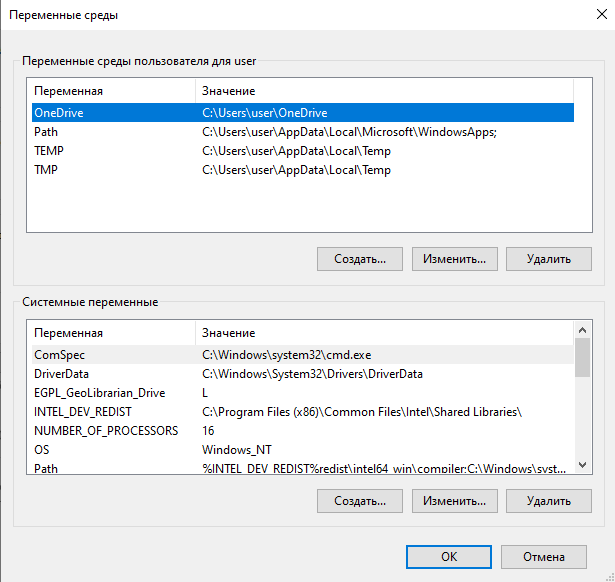 Переменные среды
Переменные среды пользователя для user
Переменная Значение
OneDrive C:\Users\user\OneDrive
Path C:\Users\user\AppData\Local\Microsoft\WindowsApps;
TEMP C:\Users\user\AppData\Local\Temp
TMP C:\Users\user\AppData\Local\Temp
Создать... Изменить... Удалить
Системные переменные
Переменная Значение
ComSpec C:\Windows\system32\cmd.exe
DriverData C:\Windows\System32\Drivers\DriverData
EGPL_GeoLibrarian_Drive L
INTEL_DEV_REDIST C:\Program Files (x86)\Common Files\Intel\Shared Libraries\
NUMBER_OF_PROCESSORS 16
OS Windows_NT
Path %INTEL_DEV_REDIST%redist\intel64_win\compiler;C:\Windows\syst...
Создать... Изменить... Удалить
OK Отмена